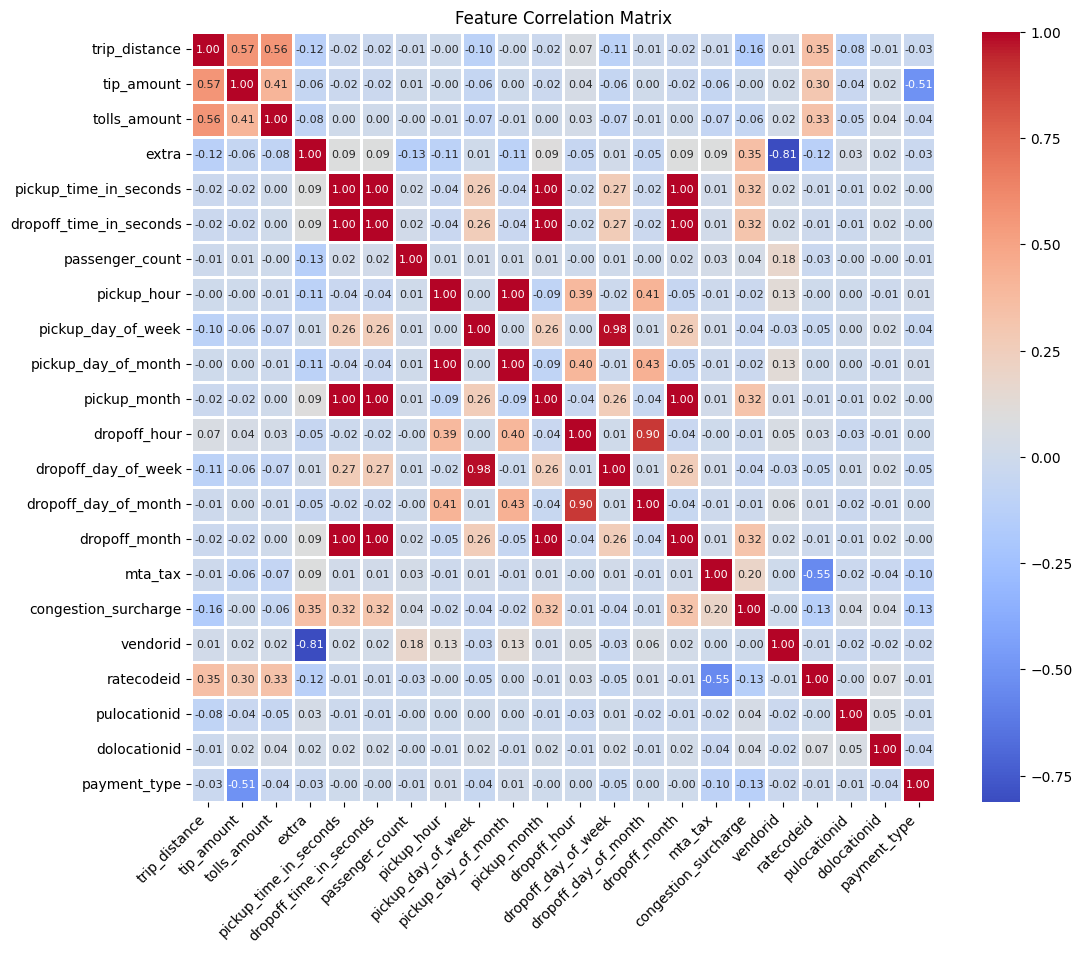 Feature Correlation Matrix
trip_distance 1.00 0.57 0.56 -0.12 -0.02 -0.02 -0.01 -0.00 -0.10 -0.00 -0.02 0.07 -0.11 -0.01 -0.02 -0.01 -0.16 0.01 0.35 -0.08 -0.01 -0.03
tip_amount 0.57 1.00 0.41 -0.06 -0.02 -0.02 0.01 -0.00 -0.06 0.00 -0.02 0.04 -0.06 0.00 -0.02 -0.06 -0.00 0.02 0.30 -0.04 0.02 -0.51
tolls_amount 0.56 0.41 1.00 -0.08 0.00 0.00 -0.00 -0.01 -0.07 -0.01 0.00 0.03 -0.07 -0.01 0.00 -0.07 -0.06 0.02 0.33 -0.05 0.04 -0.04
extra -0.12 -0.06 -0.08 1.00 0.09 0.09 -0.13 -0.11 0.01 -0.11 0.09 -0.05 0.01 -0.05 0.09 0.09 0.35 -0.81 -0.12 0.03 0.02 -0.03
pickup_time_in_seconds -0.02 -0.02 0.00 0.09 1.00 1.00 0.02 -0.04 0.26 -0.04 1.00 -0.02 0.27 -0.02 1.00 0.01 0.32 0.02 -0.01 -0.01 0.02 -0.00
dropoff_time_in_seconds -0.02 -0.02 0.00 0.09 1.00 1.00 0.02 -0.04 0.26 -0.04 1.00 -0.02 0.27 -0.02 1.00 0.01 0.32 0.02 -0.01 -0.01 0.02 -0.00
passenger_count -0.01 0.01 -0.00 -0.13 0.02 0.02 1.00 0.01 0.01 0.01 0.01 -0.00 0.01 -0.00 0.02 0.03 0.04 0.18 -0.03 -0.00 -0.00 -0.01
pickup_hour -0.00 -0.00 -0.01 -0.11 -0.04 -0.04 0.01 1.00 0.00 1.00 -0.09 0.39 -0.02 0.41 -0.05 -0.01 -0.02 0.13 -0.00 0.00 -0.01 0.01
pickup_day_of_week -0.10 -0.06 -0.07 0.01 0.26 0.26 0.01 0.00 1.00 0.00 0.26 0.00 0.98 0.01 0.26 0.01 -0.04 -0.03 -0.05 0.00 0.02 -0.04
pickup_day_of_month -0.00 0.00 -0.01 -0.11 -0.04 -0.04 0.01 1.00 0.00 1.00 -0.09 0.40 -0.01 0.43 -0.05 -0.01 -0.02 0.13 0.00 0.00 -0.01 0.01
pickup_month -0.02 -0.02 0.00 0.09 1.00 1.00 0.01 -0.09 0.26 -0.09 1.00 -0.04 0.26 -0.04 1.00 0.01 0.32 0.01 -0.01 -0.01 0.02 -0.00
dropoff_hour 0.07 0.04 0.03 -0.05 -0.02 -0.02 -0.00 0.39 0.00 0.40 -0.04 1.00 0.01 0.90 -0.04 -0.00 -0.01 0.05 0.03 -0.03 -0.01 0.00
dropoff_day_of_week -0.11 -0.06 -0.07 0.01 0.27 0.27 0.01 -0.02 0.98 -0.01 0.26 0.01 1.00 0.01 0.26 0.01 -0.04 -0.03 -0.05 0.01 0.02 -0.05
dropoff_day_of_month -0.01 0.00 -0.01 -0.05 -0.02 -0.02 -0.00 0.41 0.01 0.43 -0.04 0.90 0.01 1.00 -0.04 -0.01 -0.01 0.06 0.01 -0.02 -0.01 0.00
dropoff_month -0.02 -0.02 0.00 0.09 1.00 1.00 0.02 -0.05 0.26 -0.05 1.00 -0.04 0.26 -0.04 1.00 0.01 0.32 0.02 -0.01 -0.01 0.02 -0.00
mta_tax -0.01 -0.06 -0.07 0.09 0.01 0.01 0.03 -0.01 0.01 -0.01 0.01 -0.00 0.01 -0.01 0.01 1.00 0.20 0.00 -0.55 -0.02 -0.04 -0.10
congestion_surcharge -0.16 -0.00 -0.06 0.35 0.32 0.32 0.04 -0.02 -0.04 -0.02 0.32 -0.01 -0.04 -0.01 0.32 0.20 1.00 -0.00 -0.13 0.04 0.04 -0.13
vendorid 0.01 0.02 0.02 -0.81 0.02 0.02 0.18 0.13 -0.03 0.13 0.01 0.05 -0.03 0.06 0.02 0.00 -0.00 1.00 -0.01 -0.02 -0.02 -0.02
ratecodeid 0.35 0.30 0.33 -0.12 -0.01 -0.01 -0.03 -0.00 -0.05 0.00 -0.01 0.03 -0.05 0.01 -0.01 -0.55 -0.13 -0.01 1.00 -0.00 0.07 -0.01
pulocationid -0.08 -0.04 -0.05 0.03 -0.01 -0.01 -0.00 0.00 0.00 0.00 -0.01 -0.03 0.01 -0.02 -0.01 -0.02 0.04 -0.02 -0.00 1.00 0.05 -0.01
dolocationid -0.01 0.02 0.04 0.02 0.02 0.02 -0.00 -0.01 0.02 -0.01 0.02 -0.01 0.02 -0.01 0.02 -0.04 0.04 -0.02 0.07 0.05 1.00 -0.04
payment_type -0.03 -0.51 -0.04 -0.03 -0.00 -0.00 -0.01 0.01 -0.04 0.01 -0.00 0.00 -0.05 0.00 -0.00 -0.10 -0.13 -0.02 -0.01 -0.01 -0.04 1.00
trip_distance
tip_amount
tolls_amount
extra
pickup_time_in_seconds
dropoff_time_in_seconds
passenger_count
pickup_hour
pickup_day_of_week
pickup_day_of_month
pickup_month
dropoff_hour
dropoff_day_of_week
dropoff_day_of_month
dropoff_month
mta_tax
congestion_surcharge
vendorid
ratecodeid
pulocationid
dolocationid
payment_type
1.00
0.75
0.50
0.25
0.00
−0.25
−0.50
−0.75